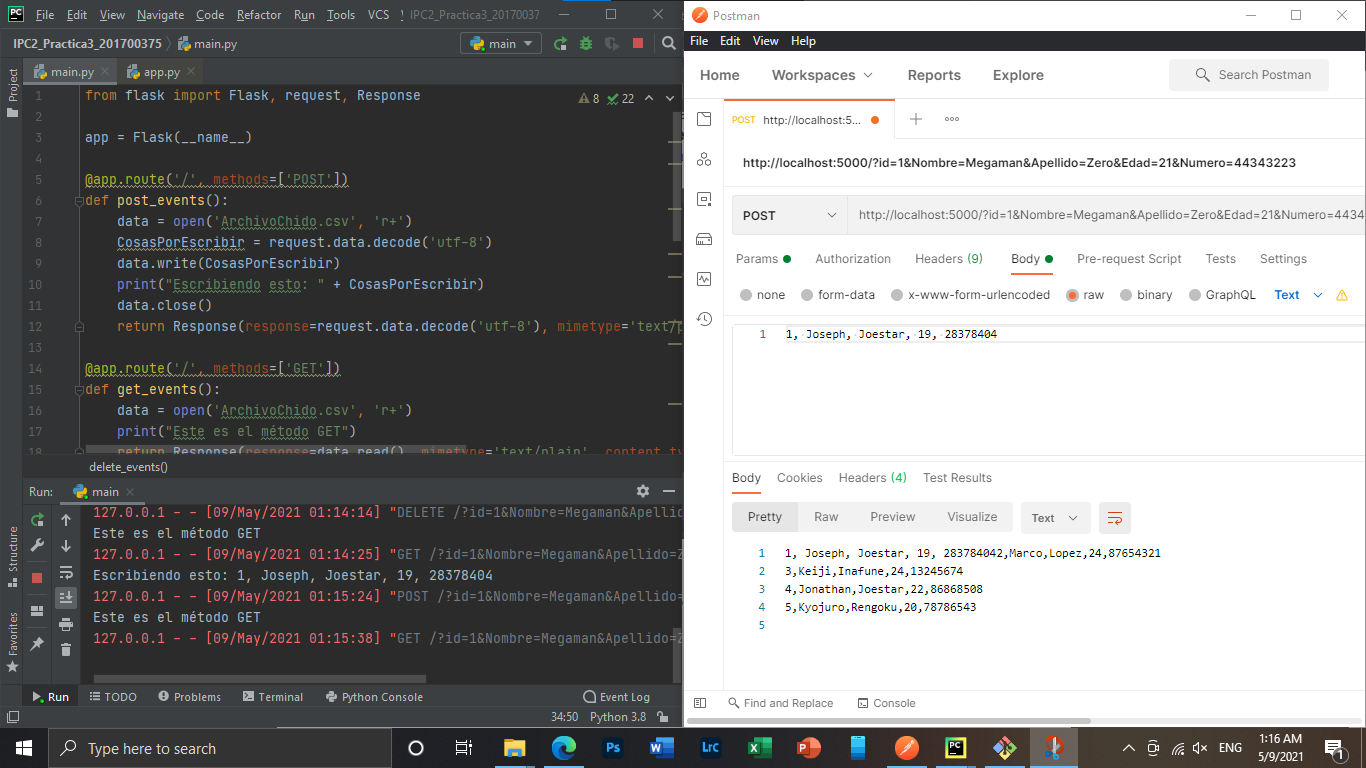 PC File Edit View Navigate Code Refactor Run Tools VCS IPC2_Practica3_20170037
IPC2_Practica3_201700375 main.py main
main.py app.py
Project
8 22
1 from flask import Flask, request, Response
2
3 app = Flask(__name__)
4
5 @app.route('/', methods=['POST'])
6 def post_events():
7 data = open('ArchivoChido.csv', 'r+')
8 CosasPorEscribir = request.data.decode('utf-8')
9 data.write(CosasPorEscribir)
10 print("Escribiendo esto: " + CosasPorEscribir)
11 data.close()
12 return Response(response=request.data.decode('utf-8'), mimetype='text/p
13
14 @app.route('/', methods=['GET'])
15 def get_events():
16 data = open('ArchivoChido.csv', 'r+')
17 print("Este es el método GET")
18 return Response(response=data.read(), mimetype='text/plain', content_ty
delete_events()
Run: main
Structure
Favorites
127.0.0.1 - - [09/May/2021 01:14:14] "DELETE /?id=1&Nombre=Megaman&Apellid
Este es el método GET
127.0.0.1 - - [09/May/2021 01:14:25] "GET /?id=1&Nombre=Megaman&Apellido=Z
Escribiendo esto: 1, Joseph, Joestar, 19, 28378404
127.0.0.1 - - [09/May/2021 01:15:24] "POST /?id=1&Nombre=Megaman&Apellido=
Este es el método GET
127.0.0.1 - - [09/May/2021 01:15:38] "GET /?id=1&Nombre=Megaman&Apellido=Z
Run TODO Problems Terminal Python Console Event Log
34:50 Python 3.8
Postman
File Edit View Help
Home Workspaces Reports Explore Search Postman
POST http://localhost:5...
http://localhost:5000/?id=1&Nombre=Megaman&Apellido=Zero&Edad=21&Numero=44343223
POST http://localhost:5000/?id=1&Nombre=Megaman&Apellido=Zero&Edad=21&Numero=4434
Params Authorization Headers (9) Body Pre-request Script Tests Settings
none form-data x-www-form-urlencoded raw binary GraphQL Text
1 1, Joseph, Joestar, 19, 28378404
Body Cookies Headers (4) Test Results
Pretty Raw Preview Visualize Text
1 1, Joseph, Joestar, 19, 283784042,Marco,Lopez,24,87654321
2 3,Keiji,Inafune,24,13245674
3 4,Jonathan,Joestar,22,86868508
4 5,Kyojuro,Rengoku,20,78786543
5
Find and Replace Console
Type here to search Ps W Lrc X P PC ENG 1:16 AM
5/9/2021 1